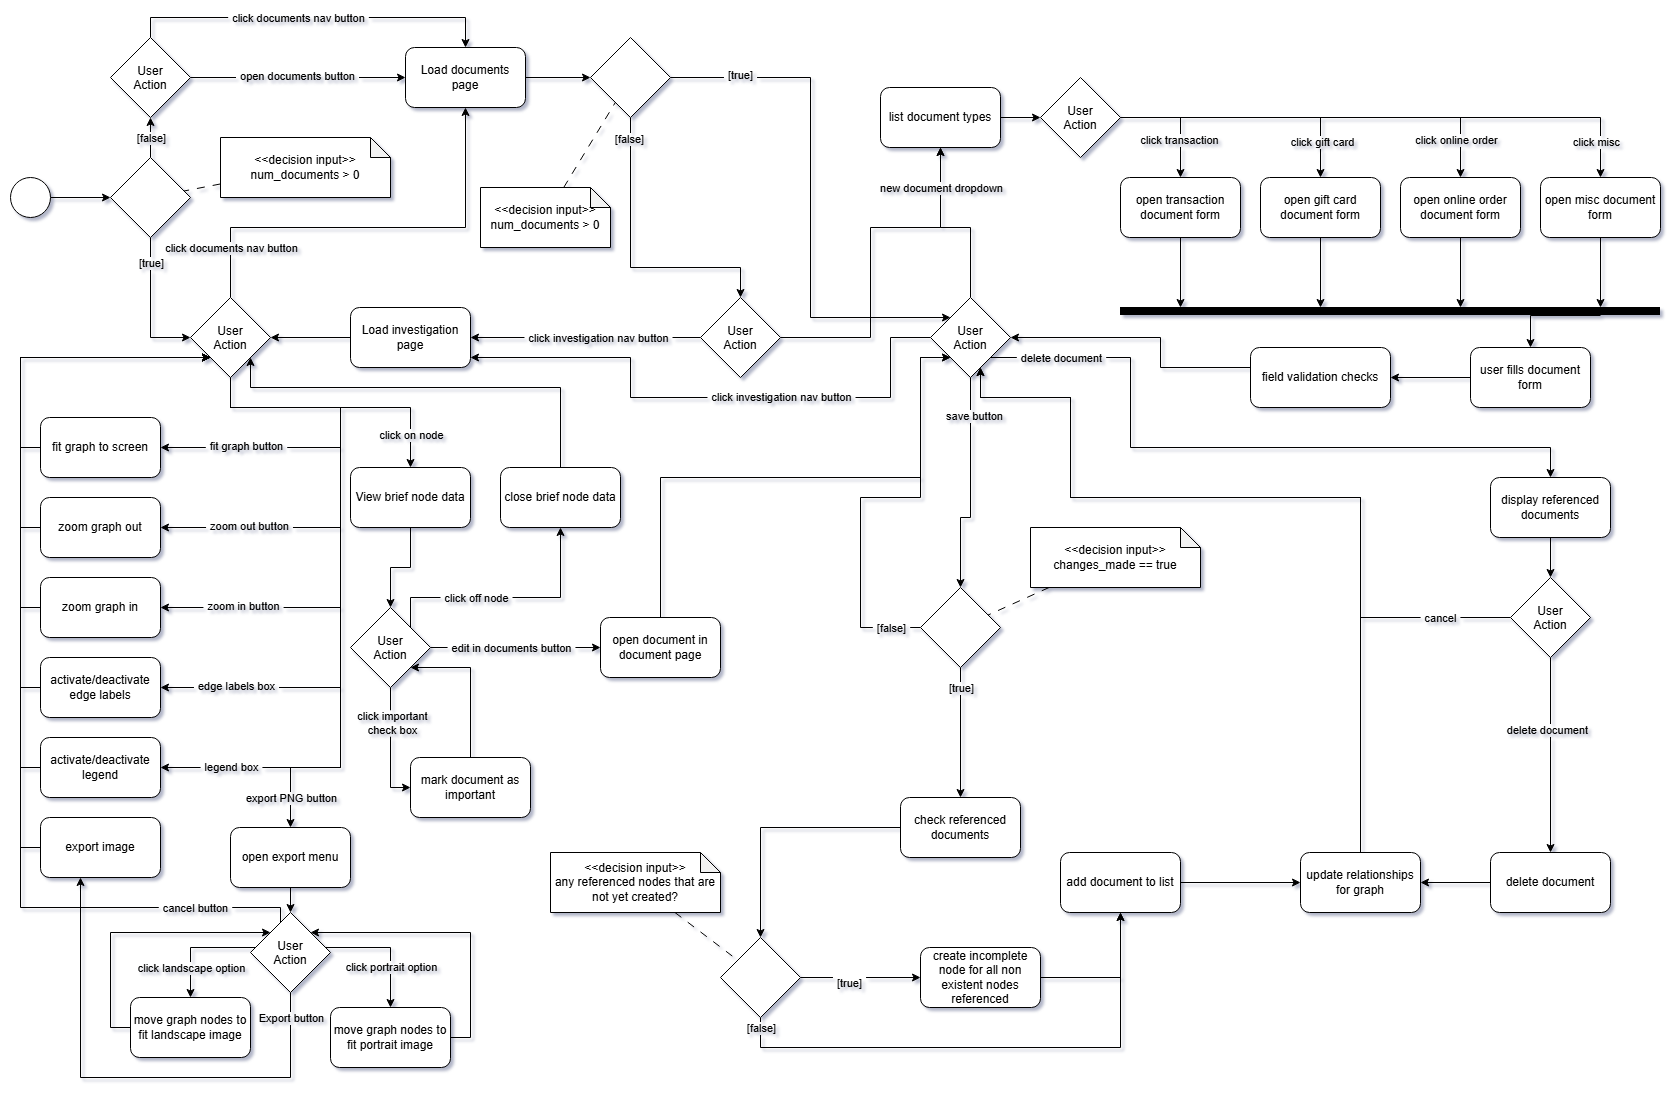 click documents nav button
User
Action
open documents button
Load documents
page
[true]
[false]
[false]
<<decision input>>
num_documents > 0
<<decision input>>
num_documents > 0
list document types
User
Action
click transaction
click gift card
click online order
click misc
open transaction
document form
open gift card
document form
open online order
document form
open misc document
form
new document dropdown
click documents nav button
[true]
User
Action
Load investigation
page
click investigation nav button
User
Action
User
Action
delete document
field validation checks
user fills document
form
click investigation nav button
save button
fit graph to screen
fit graph button
click on node
View brief node data
close brief node data
zoom graph out
zoom out button
display referenced
documents
<<decision input>>
changes_made == true
zoom graph in
zoom in button
click off node
User
Action
edit in documents button
open document in
document page
[false]
cancel
User
Action
activate/deactivate
edge labels
edge labels box
[true]
click important
check box
delete document
activate/deactivate
legend
legend box
mark document as
important
export PNG button
export image
open export menu
check referenced
documents
<<decision input>>
any referenced nodes that are
not yet created?
add document to list
update relationships
for graph
delete document
cancel button
User
Action
click landscape option
click portrait option
[true]
create incomplete
node for all non
existent nodes
referenced
move graph nodes to
fit landscape image
Export button
move graph nodes to
fit portrait image
[false]